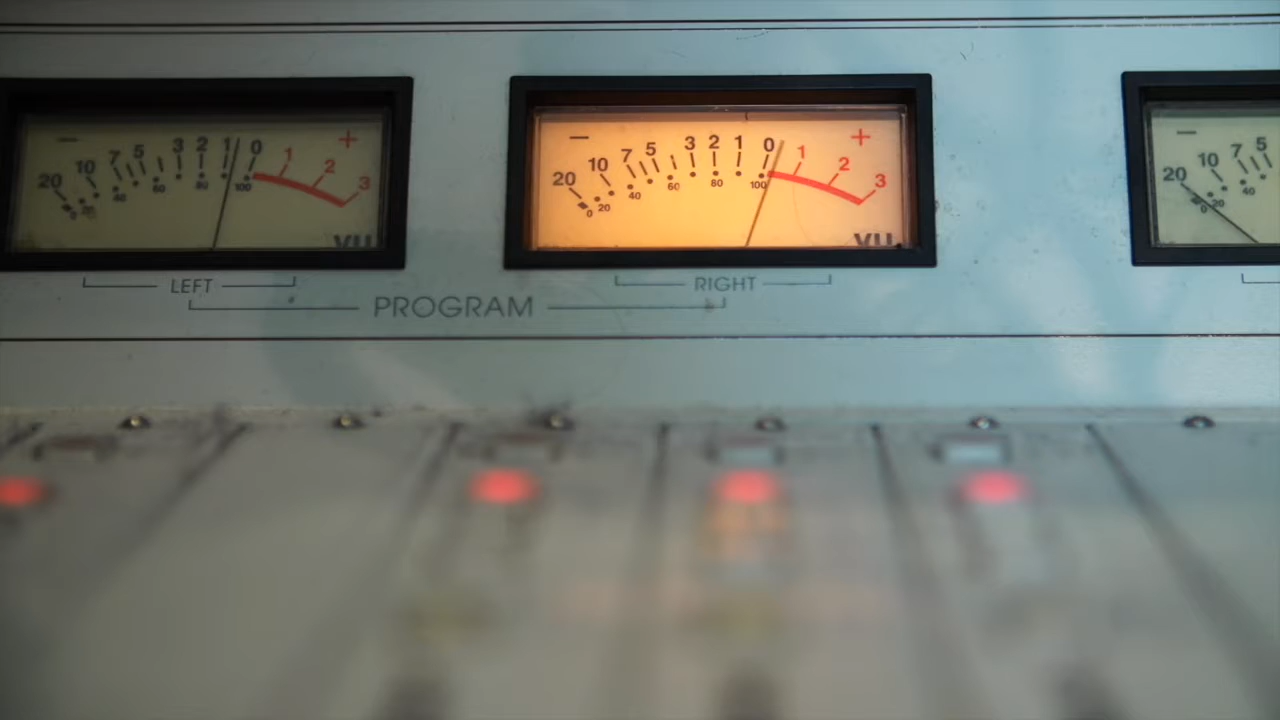 − 20 10 7 5 3 2 1 0 1 2 3 +
0 20 40 60 80 100
VU
− 20 10 7 5 3 2 1 0 1 2 3 +
0 20 40 60 80 100
VU
− 20 10 7 5
0 20 40
LEFT
RIGHT
PROGRAM